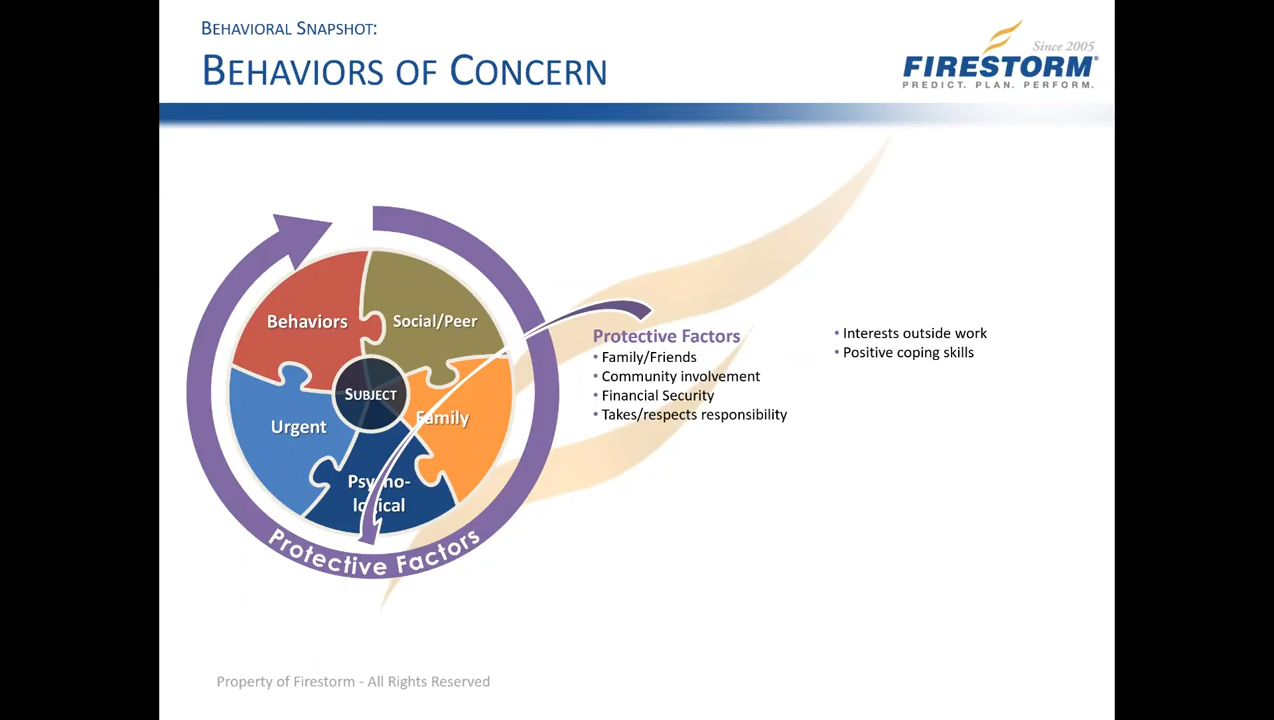 BEHAVIORAL SNAPSHOT:
BEHAVIORS OF CONCERN
Since 2005
FIRESTORM®
PREDICT. PLAN. PERFORM.
Behaviors
Social/Peer
SUBJECT
Urgent
Family
Psycho-
logical
Protective Factors
Protective Factors
• Family/Friends
• Community involvement
• Financial Security
• Takes/respects responsibility
• Interests outside work
• Positive coping skills
Property of Firestorm - All Rights Reserved